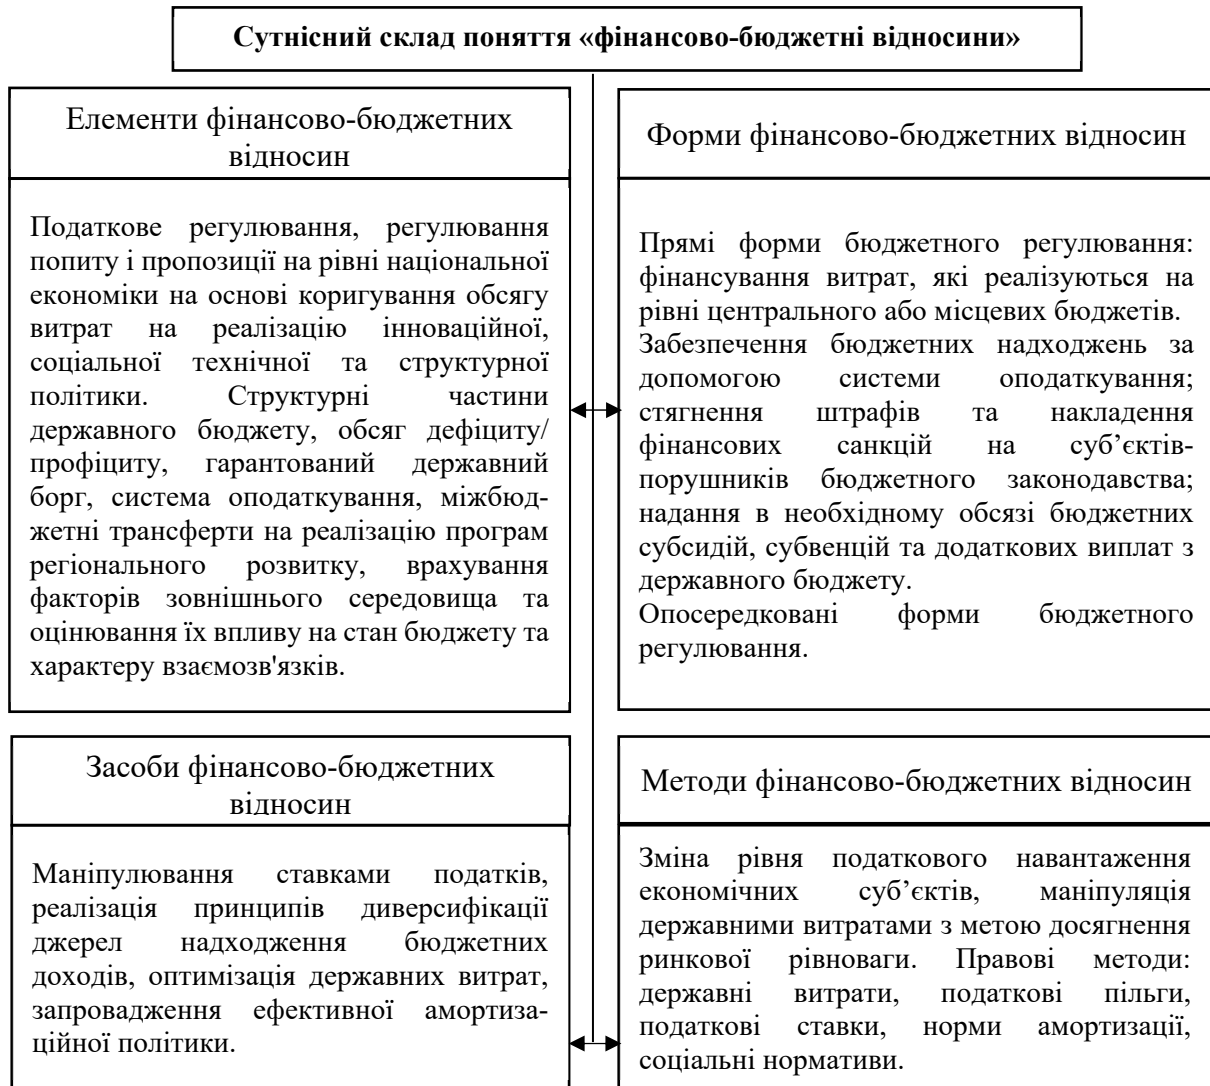 Сутнісний склад поняття «фінансово-бюджетні відносини»
Елементи фінансово-бюджетних
відносин
Податкове регулювання, регулювання
попиту і пропозиції на рівні національної
економіки на основі коригування обсягу
витрат на реалізацію інноваційної,
соціальної технічної та структурної
політики. Структурні частини
державного бюджету, обсяг дефіциту/
профіциту, гарантований державний
борг, система оподаткування, міжбюд-
жетні трансферти на реалізацію програм
регіонального розвитку, врахування
факторів зовнішнього середовища та
оцінювання їх впливу на стан бюджету та
характеру взаємозв'язків.
Форми фінансово-бюджетних відносин
Прямі форми бюджетного регулювання:
фінансування витрат, які реалізуються на
рівні центрального або місцевих бюджетів.
Забезпечення бюджетних надходжень за
допомогою системи оподаткування;
стягнення штрафів та накладення
фінансових санкцій на суб’єктів-
порушників бюджетного законодавства;
надання в необхідному обсязі бюджетних
субсидій, субвенцій та додаткових виплат з
державного бюджету.
Опосередковані форми бюджетного
регулювання.
Засоби фінансово-бюджетних
відносин
Маніпулювання ставками податків,
реалізація принципів диверсифікації
джерел надходження бюджетних
доходів, оптимізація державних витрат,
запровадження ефективної амортиза-
ційної політики.
Методи фінансово-бюджетних відносин
Зміна рівня податкового навантаження
економічних суб’єктів, маніпуляція
державними витратами з метою досягнення
ринкової рівноваги. Правові методи:
державні витрати, податкові пільги,
податкові ставки, норми амортизації,
соціальні нормативи.